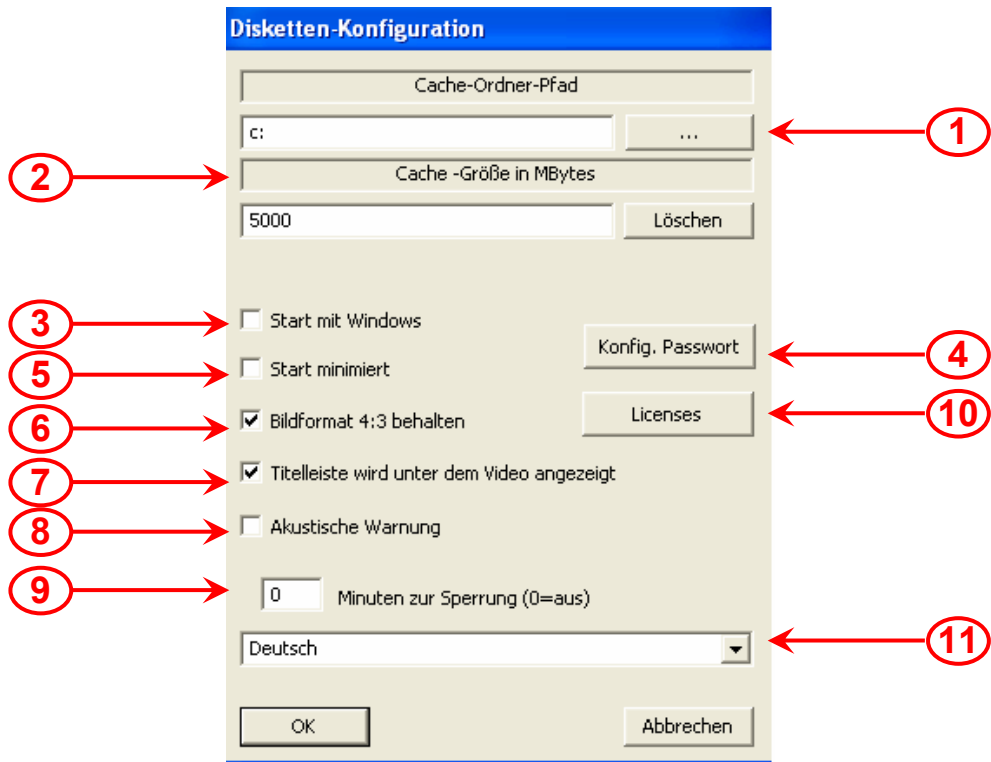 Disketten-Konfiguration
Cache-Ordner-Pfad
c: ... 1
2 Cache -Größe in MBytes
5000 Löschen
3 Start mit Windows
Konfig. Passwort 4
5 Start minimiert
6 Bildformat 4:3 behalten
Licenses 10
7 Titelleiste wird unter dem Video angezeigt
8 Akustische Warnung
9 0 Minuten zur Sperrung (0=aus)
Deutsch 11
OK Abbrechen